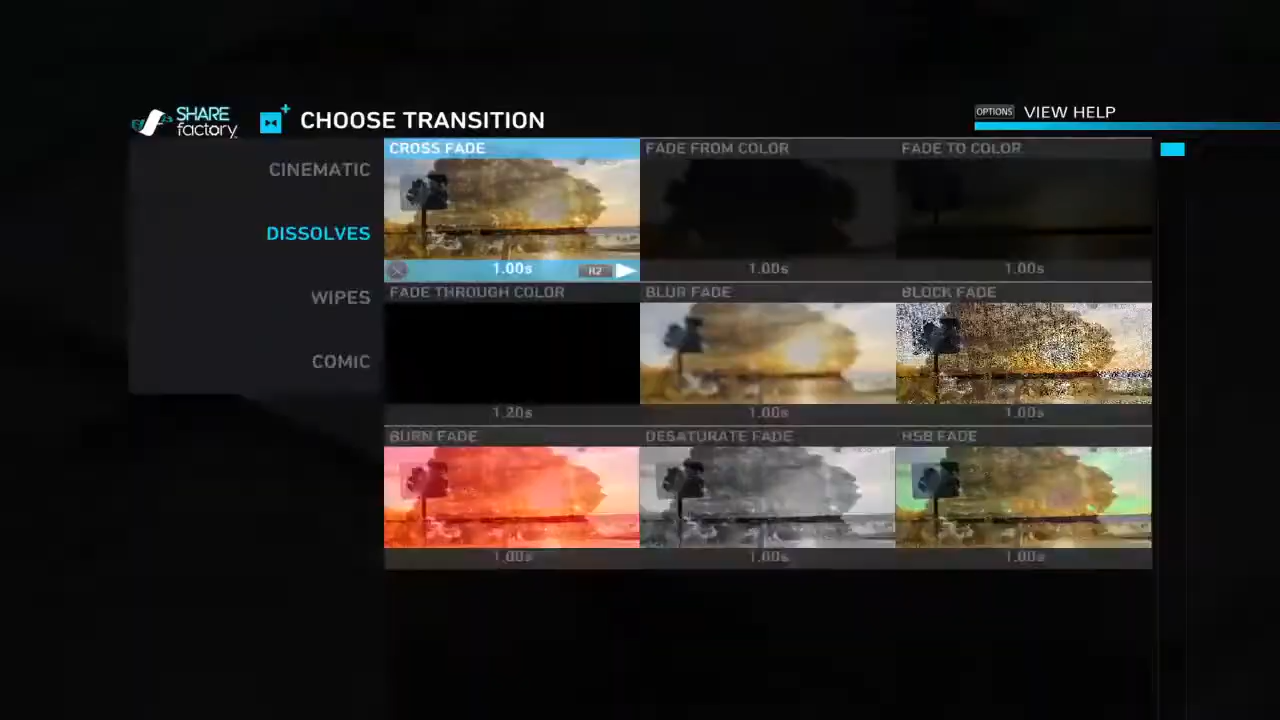 SHARE
factory™
CHOOSE TRANSITION
OPTIONS VIEW HELP
CINEMATIC
DISSOLVES
WIPES
COMIC
CROSS FADE
FADE FROM COLOR
FADE TO COLOR
1.00s R2
1.00s
1.00s
FADE THROUGH COLOR
BLUR FADE
BLOCK FADE
1.20s
1.00s
1.00s
BURN FADE
DESATURATE FADE
HSB FADE
1.00s
1.00s
1.00s